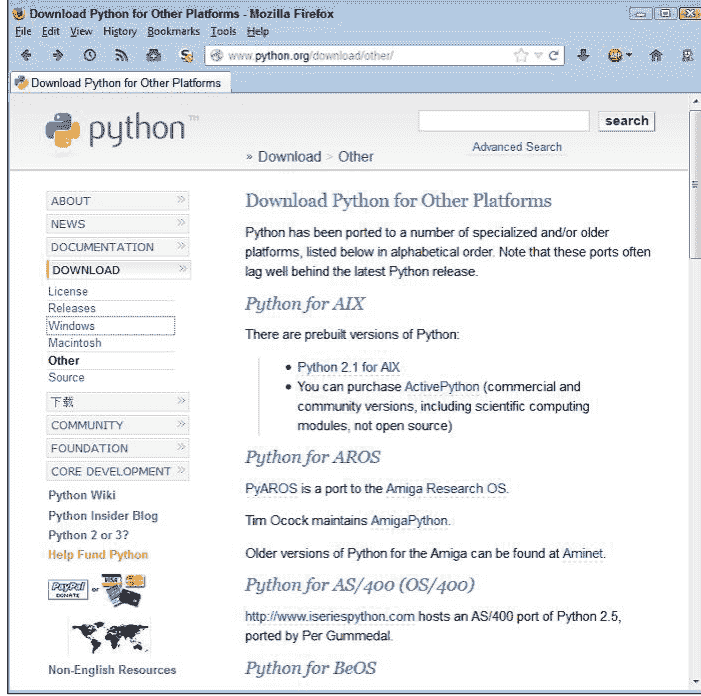 Download Python for Other Platforms - Mozilla Firefox
File Edit View History Bookmarks Tools Help
www.python.org/download/other/
Download Python for Other Platforms
python™
search
Advanced Search
» Download > Other
ABOUT »
NEWS »
DOCUMENTATION »
DOWNLOAD »
License
Releases
Windows
Macintosh
Other
Source
下载 »
COMMUNITY »
FOUNDATION »
CORE DEVELOPMENT »
Python Wiki
Python Insider Blog
Python 2 or 3?
Help Fund Python
PayPal DONATE or VISA
Non-English Resources
Download Python for Other Platforms
Python has been ported to a number of specialized and/or older
platforms, listed below in alphabetical order. Note that these ports often
lag well behind the latest Python release.
Python for AIX
There are prebuilt versions of Python:
• Python 2.1 for AIX
• You can purchase ActivePython (commercial and
community versions, including scientific computing
modules, not open source)
Python for AROS
PyAROS is a port to the Amiga Research OS.
Tim Ocock maintains AmigaPython.
Older versions of Python for the Amiga can be found at Aminet.
Python for AS/400 (OS/400)
http://www.iseriespython.com hosts an AS/400 port of Python 2.5,
ported by Per Gummedal.
Python for BeOS